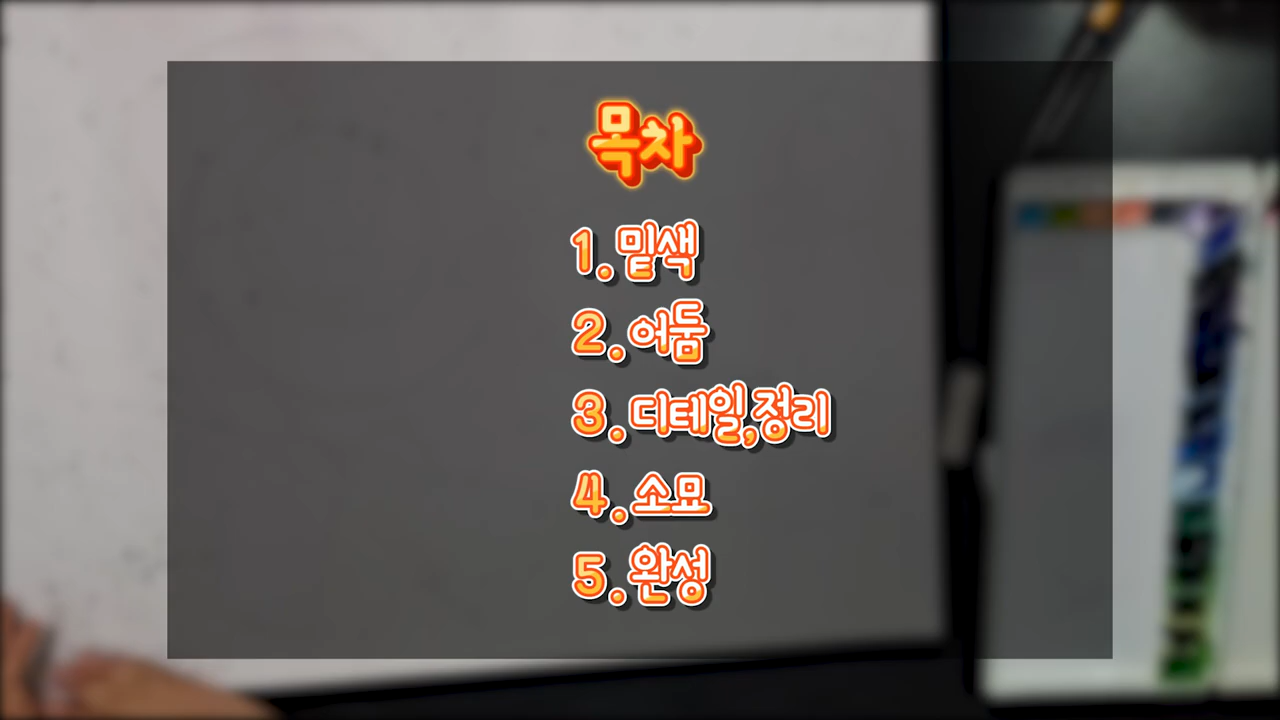 목차
1. 밑색
2. 어둠
3. 디테일,정리
4. 소묘
5. 완성